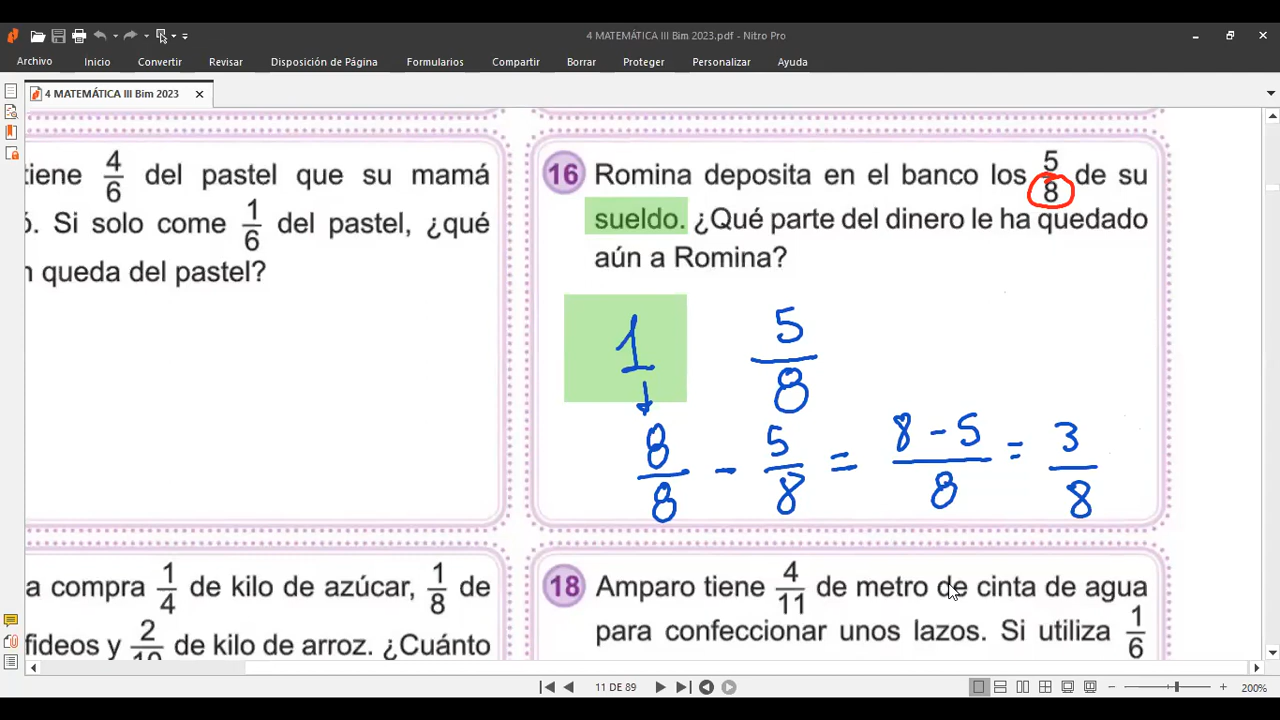 4 MATEMÁTICA III Bim 2023.pdf - Nitro Pro
Archivo Inicio Convertir Revisar Disposición de Página Formularios Compartir Borrar Proteger Personalizar Ayuda
4 MATEMÁTICA III Bim 2023
tiene 4/6 del pastel que su mamá
ó. Si solo come 1/6 del pastel, ¿qué
n queda del pastel?
16 Romina deposita en el banco los 5/8 de su
sueldo. ¿Qué parte del dinero le ha quedado
aún a Romina?
1 5/8
8/8 - 5/8 = 8-5/8 = 3/8
a compra 1/4 de kilo de azúcar, 1/8 de
fideos y 2/10 de kilo de arroz. ¿Cuánto
18 Amparo tiene 4/11 de metro de cinta de agua
para confeccionar unos lazos. Si utiliza 1/6
11 DE 89
200%